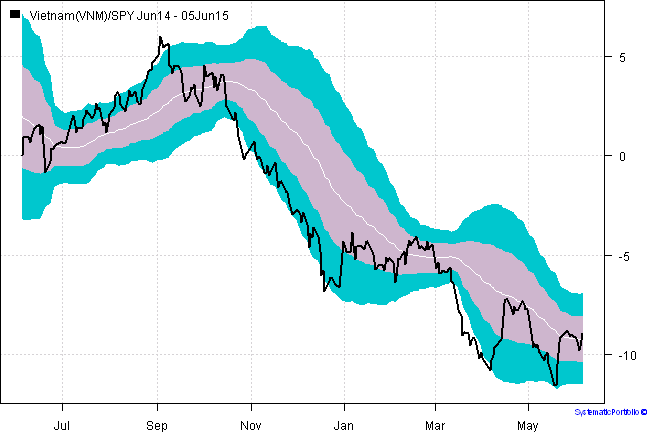 Vietnam(VNM)/SPY Jun14 - 05Jun15
5
0
-5
-10
Jul Sep Nov Jan Mar May
SystematicPortfolio ©